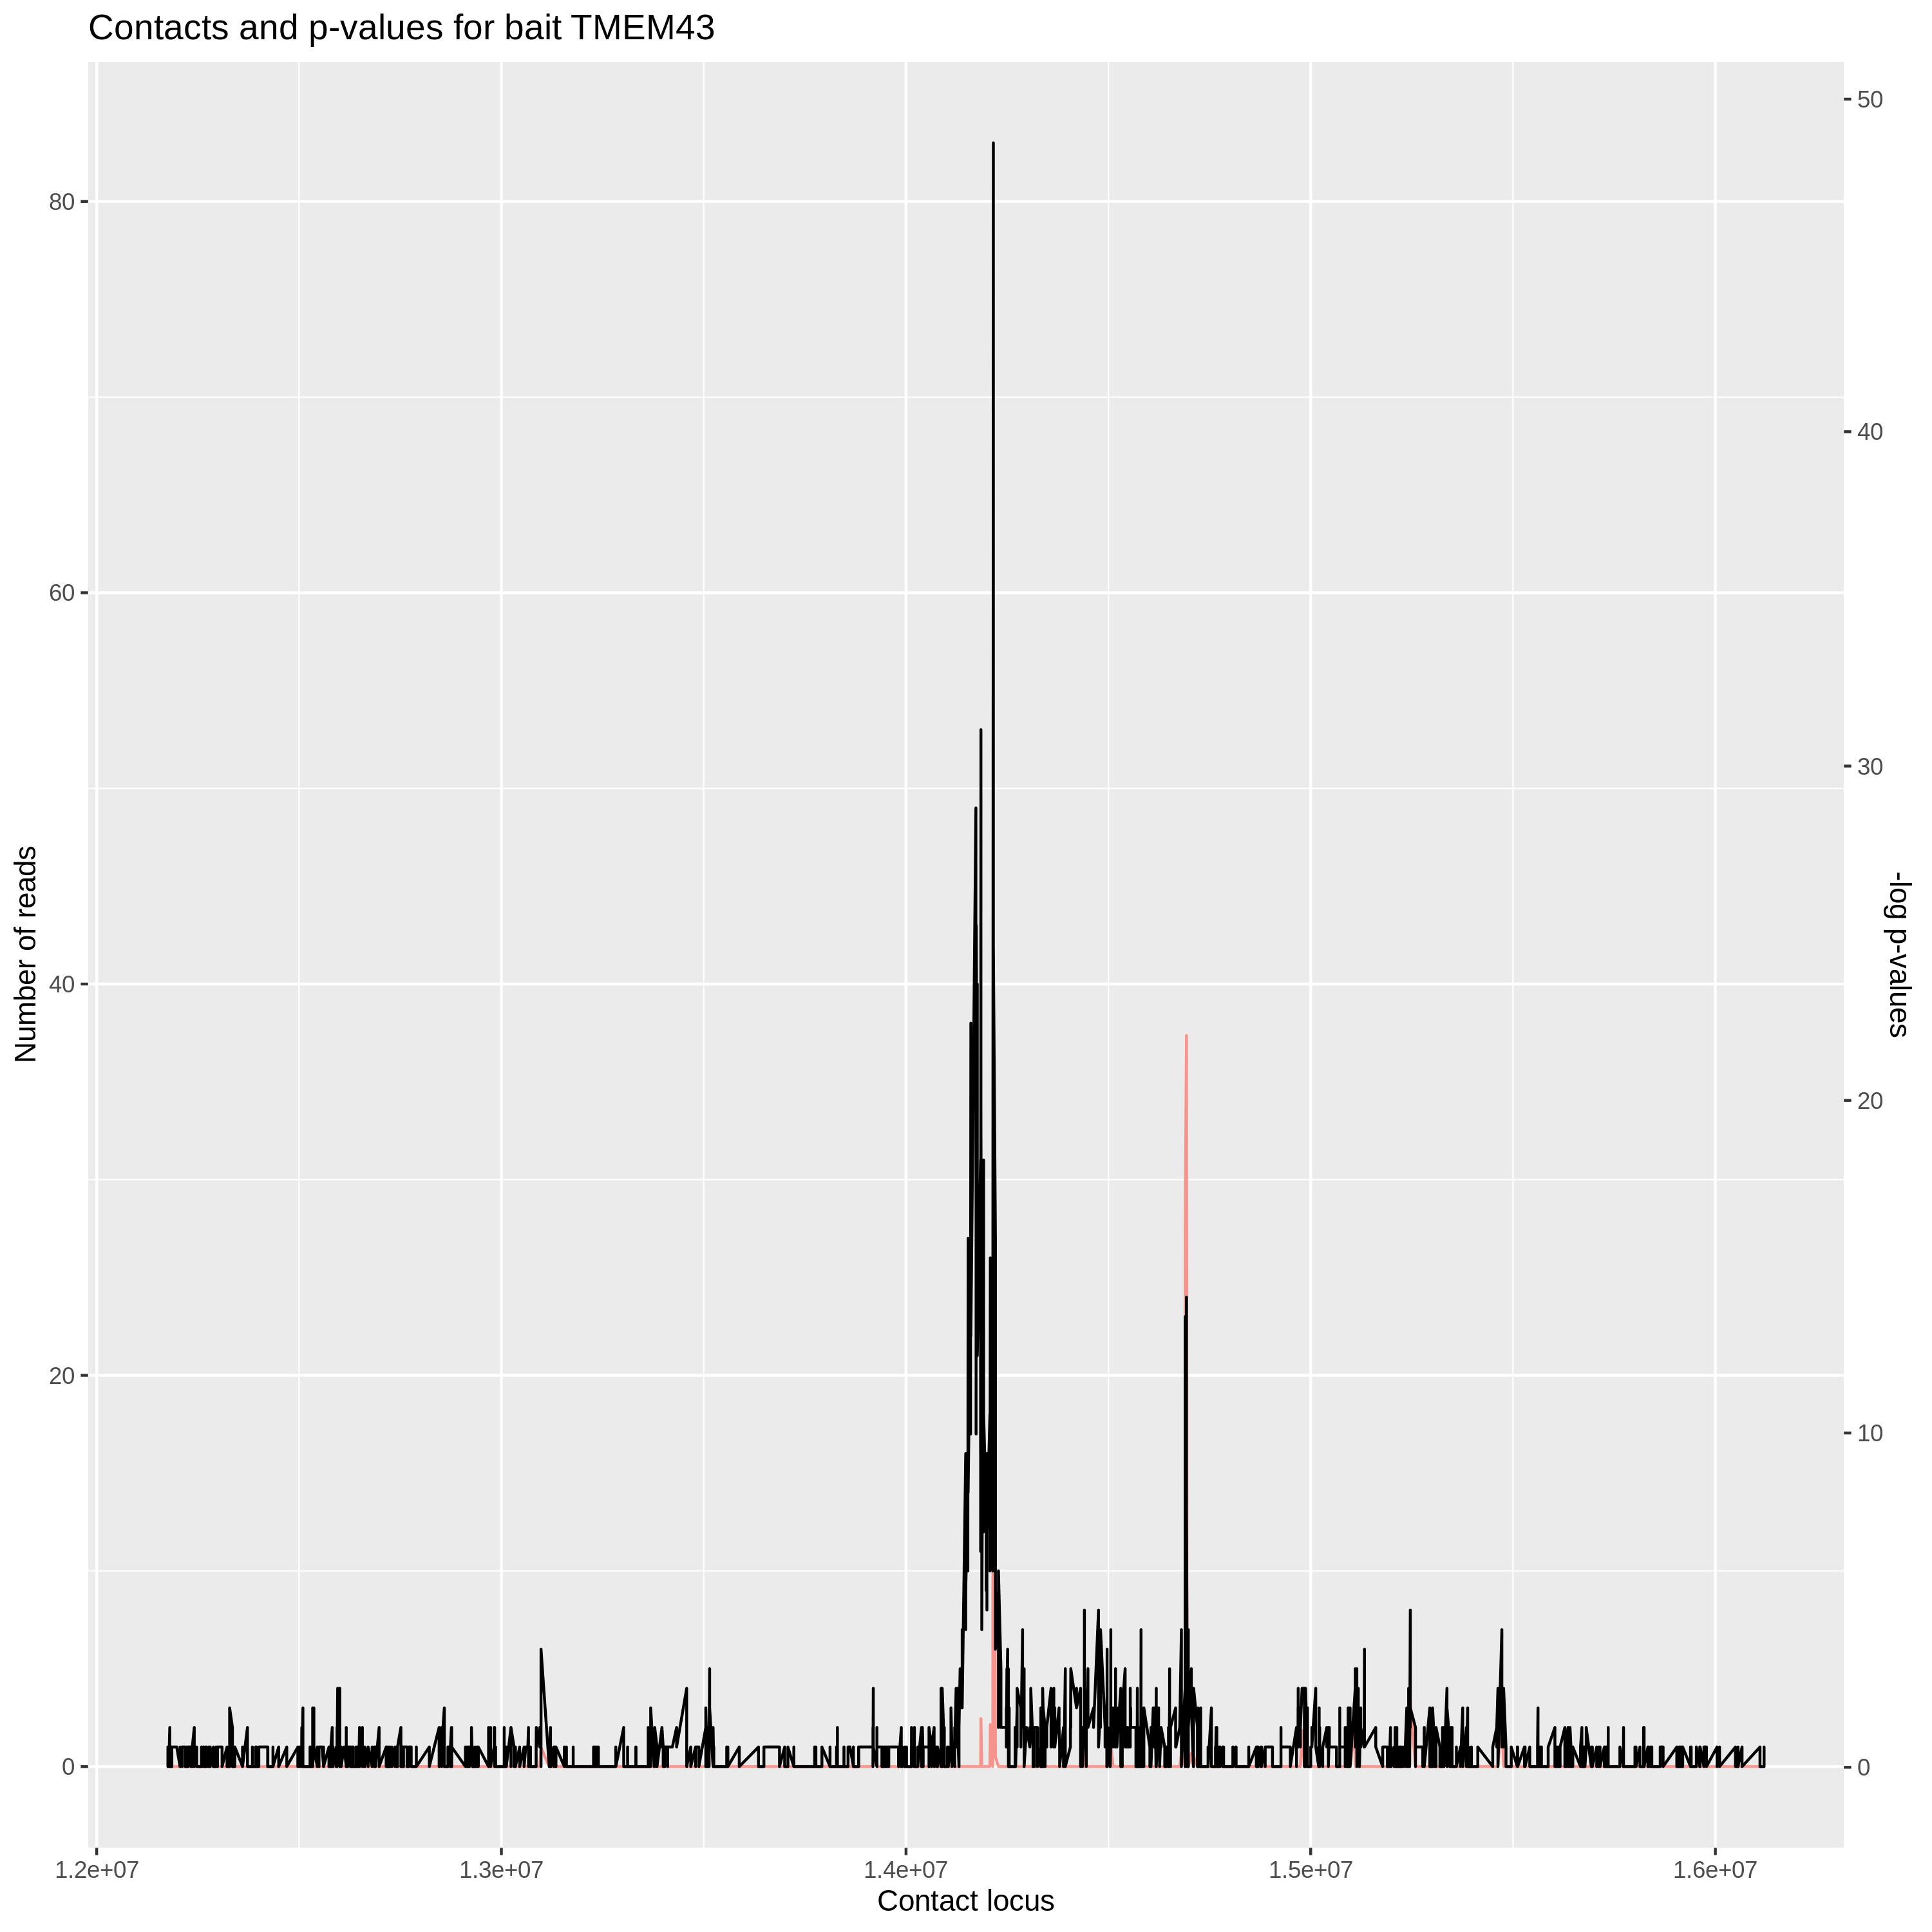 Contacts and p-values for bait TMEM43
80
60
40
20
0
Number of reads
50
40
30
20
10
0
-log p-values
1.2e+07
1.3e+07
1.4e+07
1.5e+07
1.6e+07
Contact locus